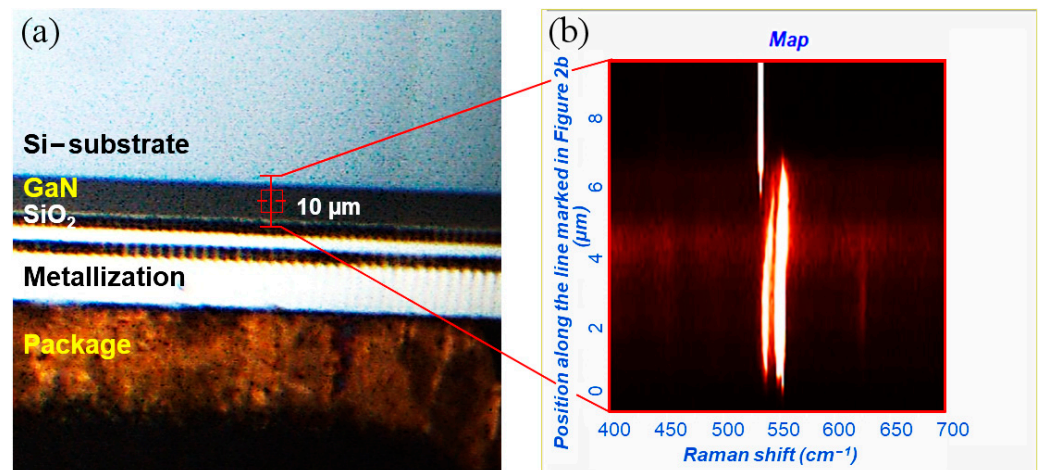 (a)
Si–substrate
GaN
SiO₂
10 µm
Metallization
Package
(b)
Map
Position along the line marked in Figure 2b
(µm)
8
6
4
2
0
400 450 500 550 600 650 700
Raman shift (cm⁻¹)